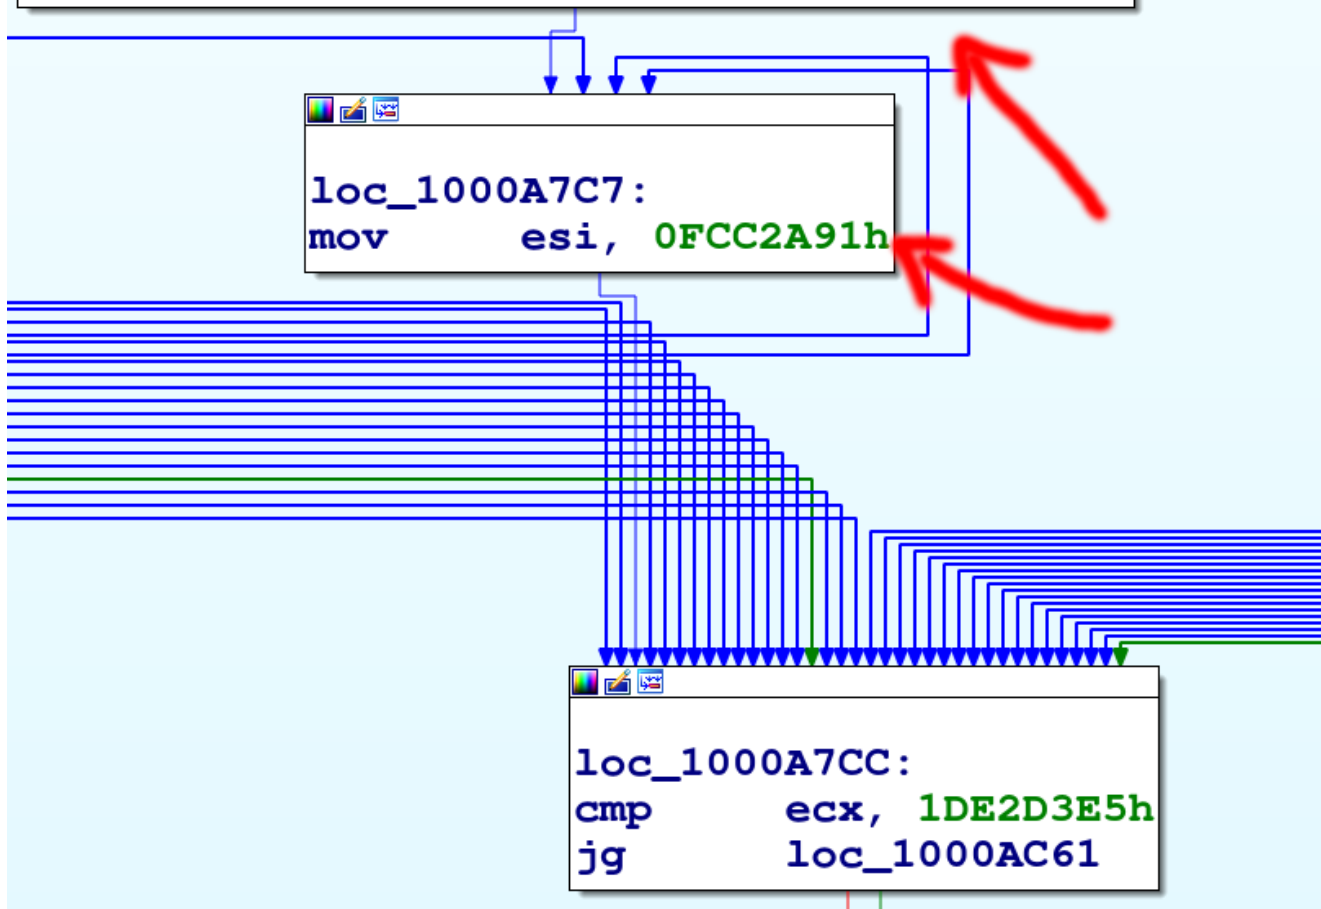 loc_1000A7C7:
mov esi, 0FCC2A91h
loc_1000A7CC:
cmp ecx, 1DE2D3E5h
jg loc_1000AC61